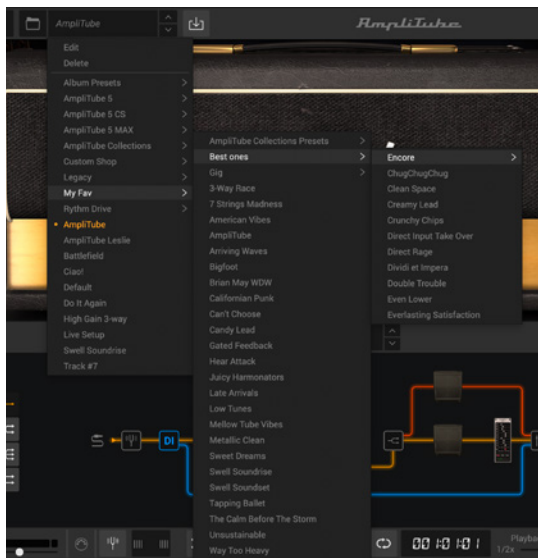 AmpliTube
AmpliTube
Edit
Delete
Album Presets
AmpliTube 5
AmpliTube 5 CS
AmpliTube 5 MAX
AmpliTube Collections
Custom Shop
Legacy
My Fav
Rythm Drive
AmpliTube
AmpliTube Leslie
Battlefield
Ciao!
Default
Do It Again
High Gain 3-way
Live Setup
Swell Soundrise
Track #7
AmpliTube Collections Presets
Best ones
Gig
3-Way Race
7 Strings Madness
American Vibes
AmpliTube
Arriving Waves
Bigfoot
Brian May WDW
Californian Punk
Can't Choose
Candy Lead
Gated Feedback
Hear Attack
Juicy Harmonators
Late Arrivals
Low Tunes
Mellow Tube Vibes
Metallic Clean
Sweet Dreams
Swell Soundrise
Swell Soundset
Tapping Ballet
The Calm Before The Storm
Unsustainable
Way Too Heavy
Encore
ChugChugChug
Clean Space
Creamy Lead
Crunchy Chips
Direct Input Take Over
Direct Rage
Dividi et Impera
Double Trouble
Even Lower
Everlasting Satisfaction
DI
Playba
1/2x